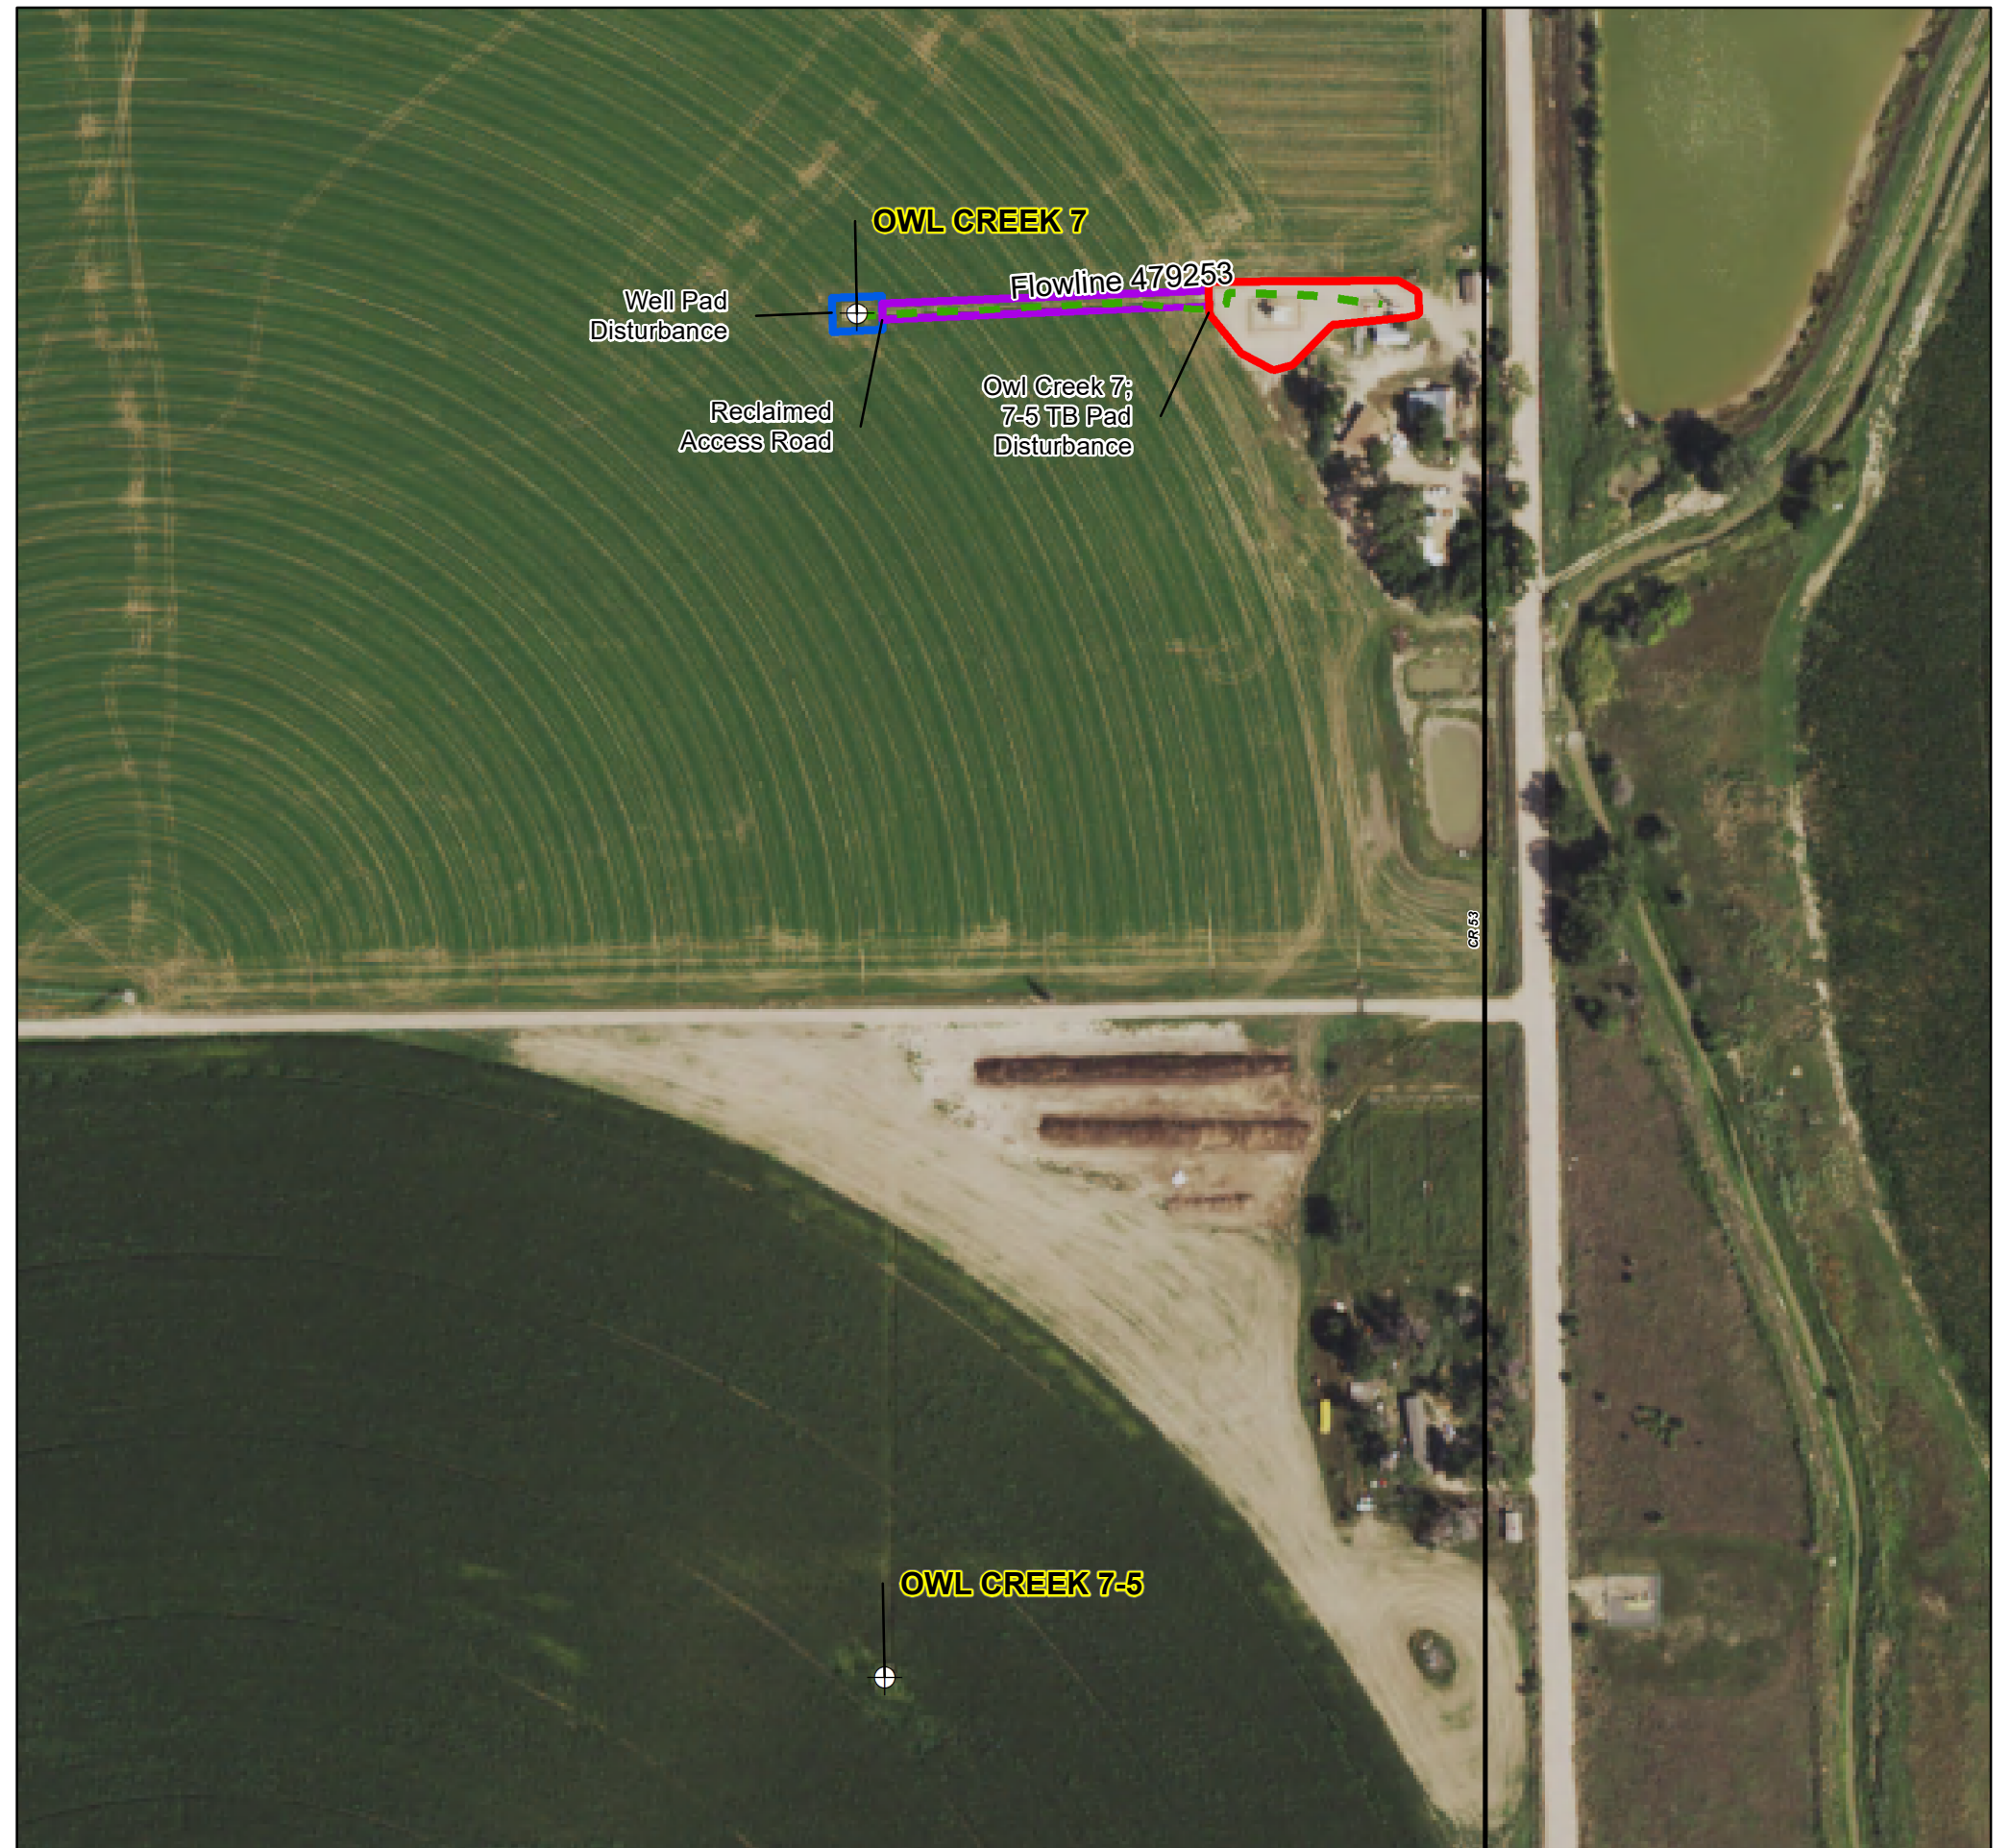 OWL CREEK 7
Flowline 479253
Well Pad
Disturbance
Reclaimed
Access Road
Owl Creek 7;
7-5 TB Pad
Disturbance
CR 53
OWL CREEK 7-5